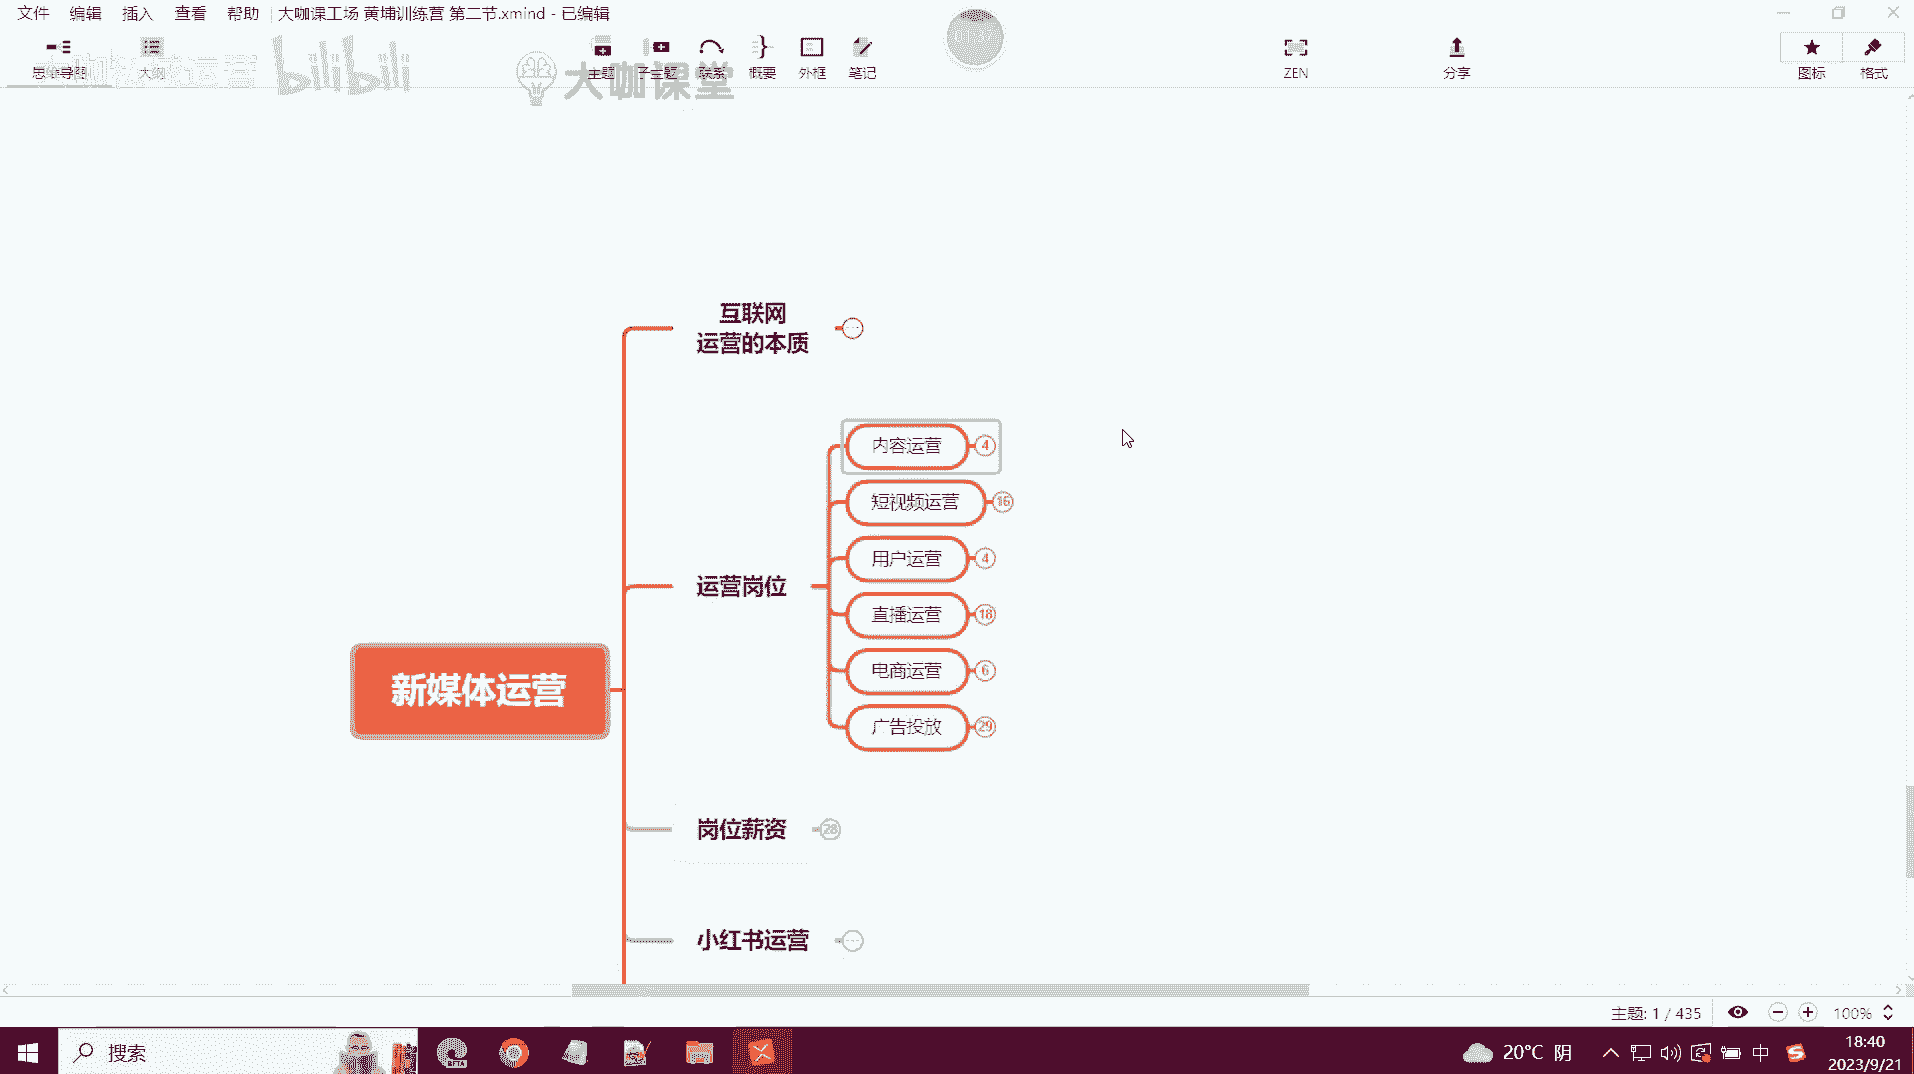 文件 编辑 插入 查看 帮助 大咖课工场 黄埔训练营 第二节.xmind - 已编辑
思维导图 大纲 主题 子主题 联系 概要 外框 笔记 ZEN 分享 图标 格式
bilibili 大咖课堂
互联网
运营的本质
内容运营 4
短视频运营 16
用户运营 4
运营岗位
直播运营 18
电商运营 6
新媒体运营
广告投放 29
岗位薪资 28
小红书运营
主题: 1 / 435 100%
搜索
BETA
20°C 阴
中
18:40
2023/9/21